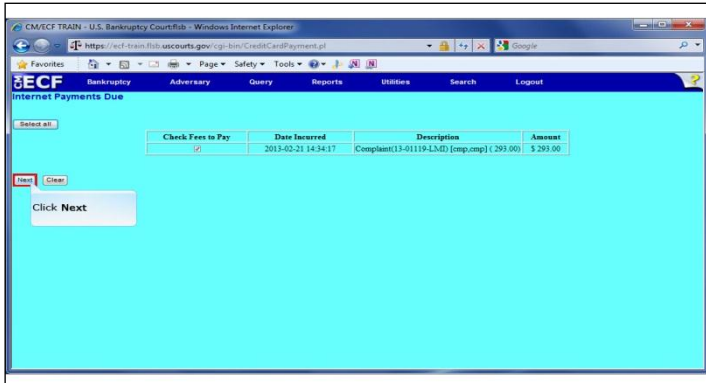 CM/ECF TRAIN - U.S. Bankruptcy Court:flsb - Windows Internet Explorer
https://ecf-train.flsb.uscourts.gov/cgi-bin/CreditCardPayment.pl
Google
Favorites Page Safety Tools
ECF Bankruptcy Adversary Query Reports Utilities Search Logout ?
Internet Payments Due
Select all
Check Fees to Pay Date Incurred Description Amount
2013-02-21 14:34:17 Complaint(13-01119-LMI) [cmp,cmp] ( 293.00) $ 293.00
Next Clear
Click Next